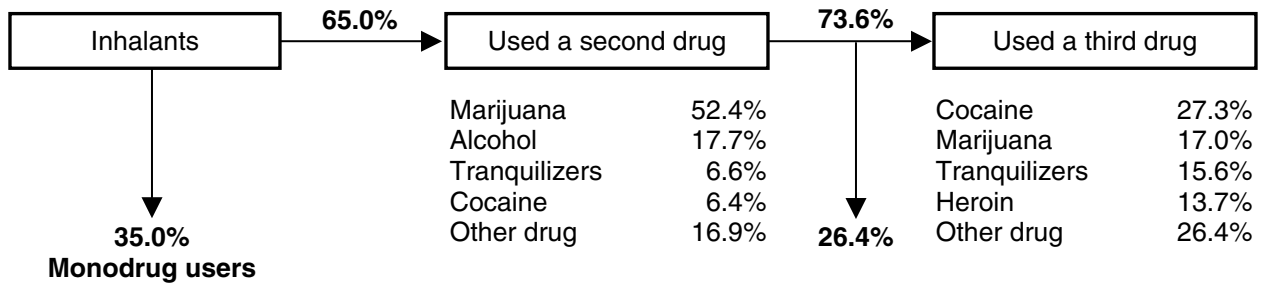 65.0% 73.6%
Inhalants Used a second drug Used a third drug
Marijuana 52.4% Cocaine 27.3%
Alcohol 17.7% Marijuana 17.0%
Tranquilizers 6.6% Tranquilizers 15.6%
Cocaine 6.4% Heroin 13.7%
35.0% Other drug 16.9% 26.4% Other drug 26.4%
Monodrug users